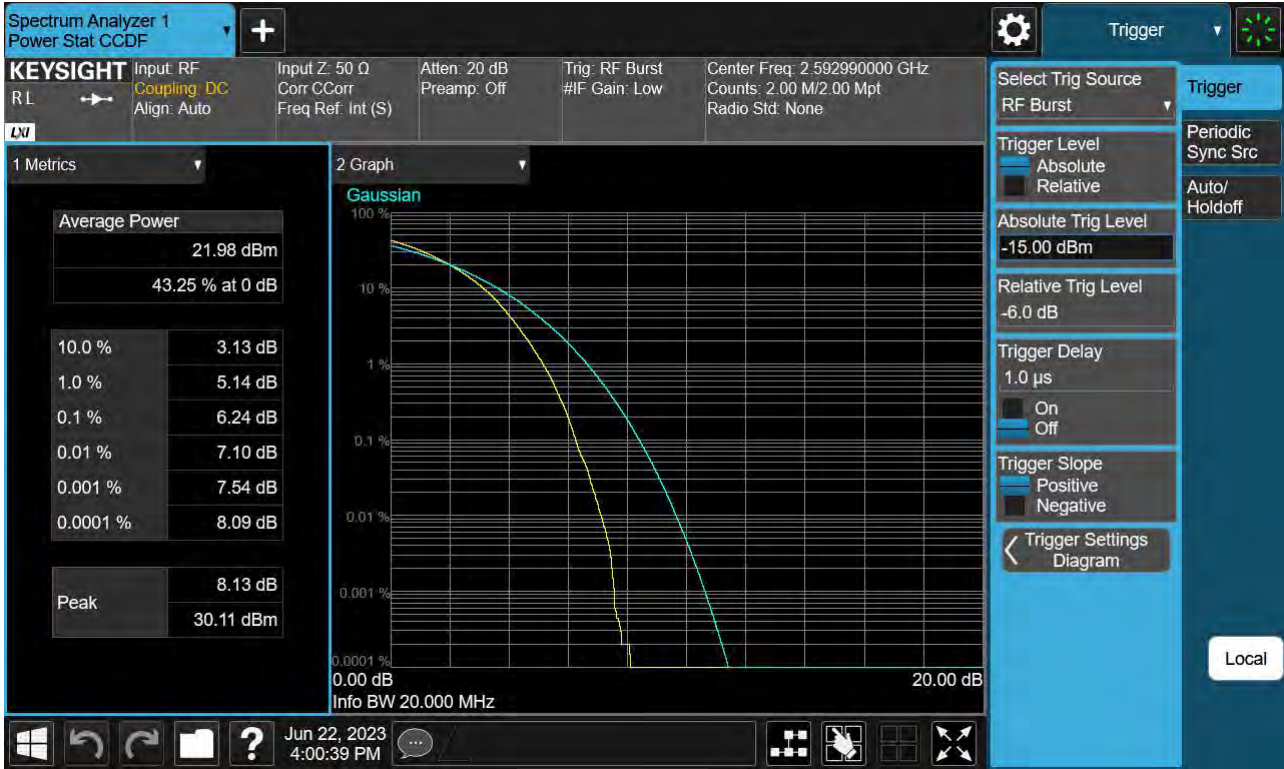 Spectrum Analyzer 1
Power Stat CCDF
+
Trigger
KEYSIGHT
RL
LXI
Input: RF
Coupling: DC
Align: Auto
Input Z: 50 Ω
Corr CCorr
Freq Ref: Int (S)
Atten: 20 dB
Preamp: Off
Trig: RF Burst
#IF Gain: Low
Center Freq: 2.592990000 GHz
Counts: 2.00 M/2.00 Mpt
Radio Std: None
1 Metrics
Average Power
21.98 dBm
43.25 % at 0 dB
10.0 % 3.13 dB
1.0 % 5.14 dB
0.1 % 6.24 dB
0.01 % 7.10 dB
0.001 % 7.54 dB
0.0001 % 8.09 dB
Peak
8.13 dB
30.11 dBm
2 Graph
Gaussian
100 %
10 %
1 %
0.1 %
0.01 %
0.001 %
0.0001 %
0.00 dB 20.00 dB
Info BW 20.000 MHz
Select Trig Source
RF Burst
Trigger Level
Absolute
Relative
Absolute Trig Level
-15.00 dBm
Relative Trig Level
-6.0 dB
Trigger Delay
1.0 µs
On
Off
Trigger Slope
Positive
Negative
Trigger Settings
Diagram
Trigger
Periodic
Sync Src
Auto/
Holdoff
Local
?
Jun 22, 2023
4:00:39 PM